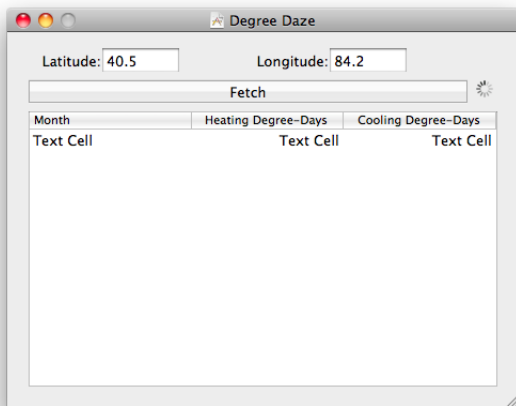 Degree Daze
Latitude: 40.5 Longitude: 84.2
Fetch
Month Heating Degree-Days Cooling Degree-Days
Text Cell Text Cell Text Cell